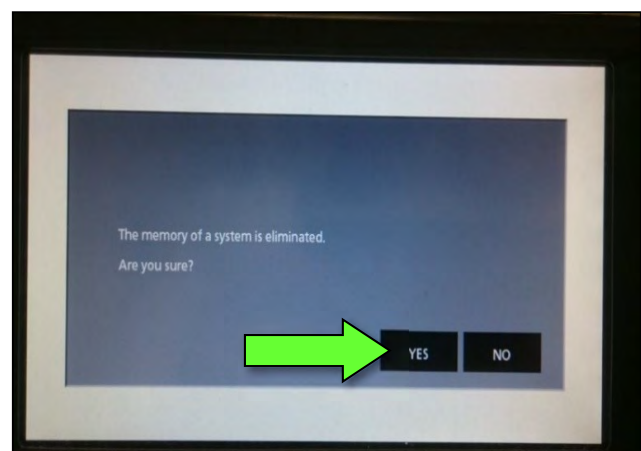 The memory of a system is eliminated.
Are you sure?
YES NO